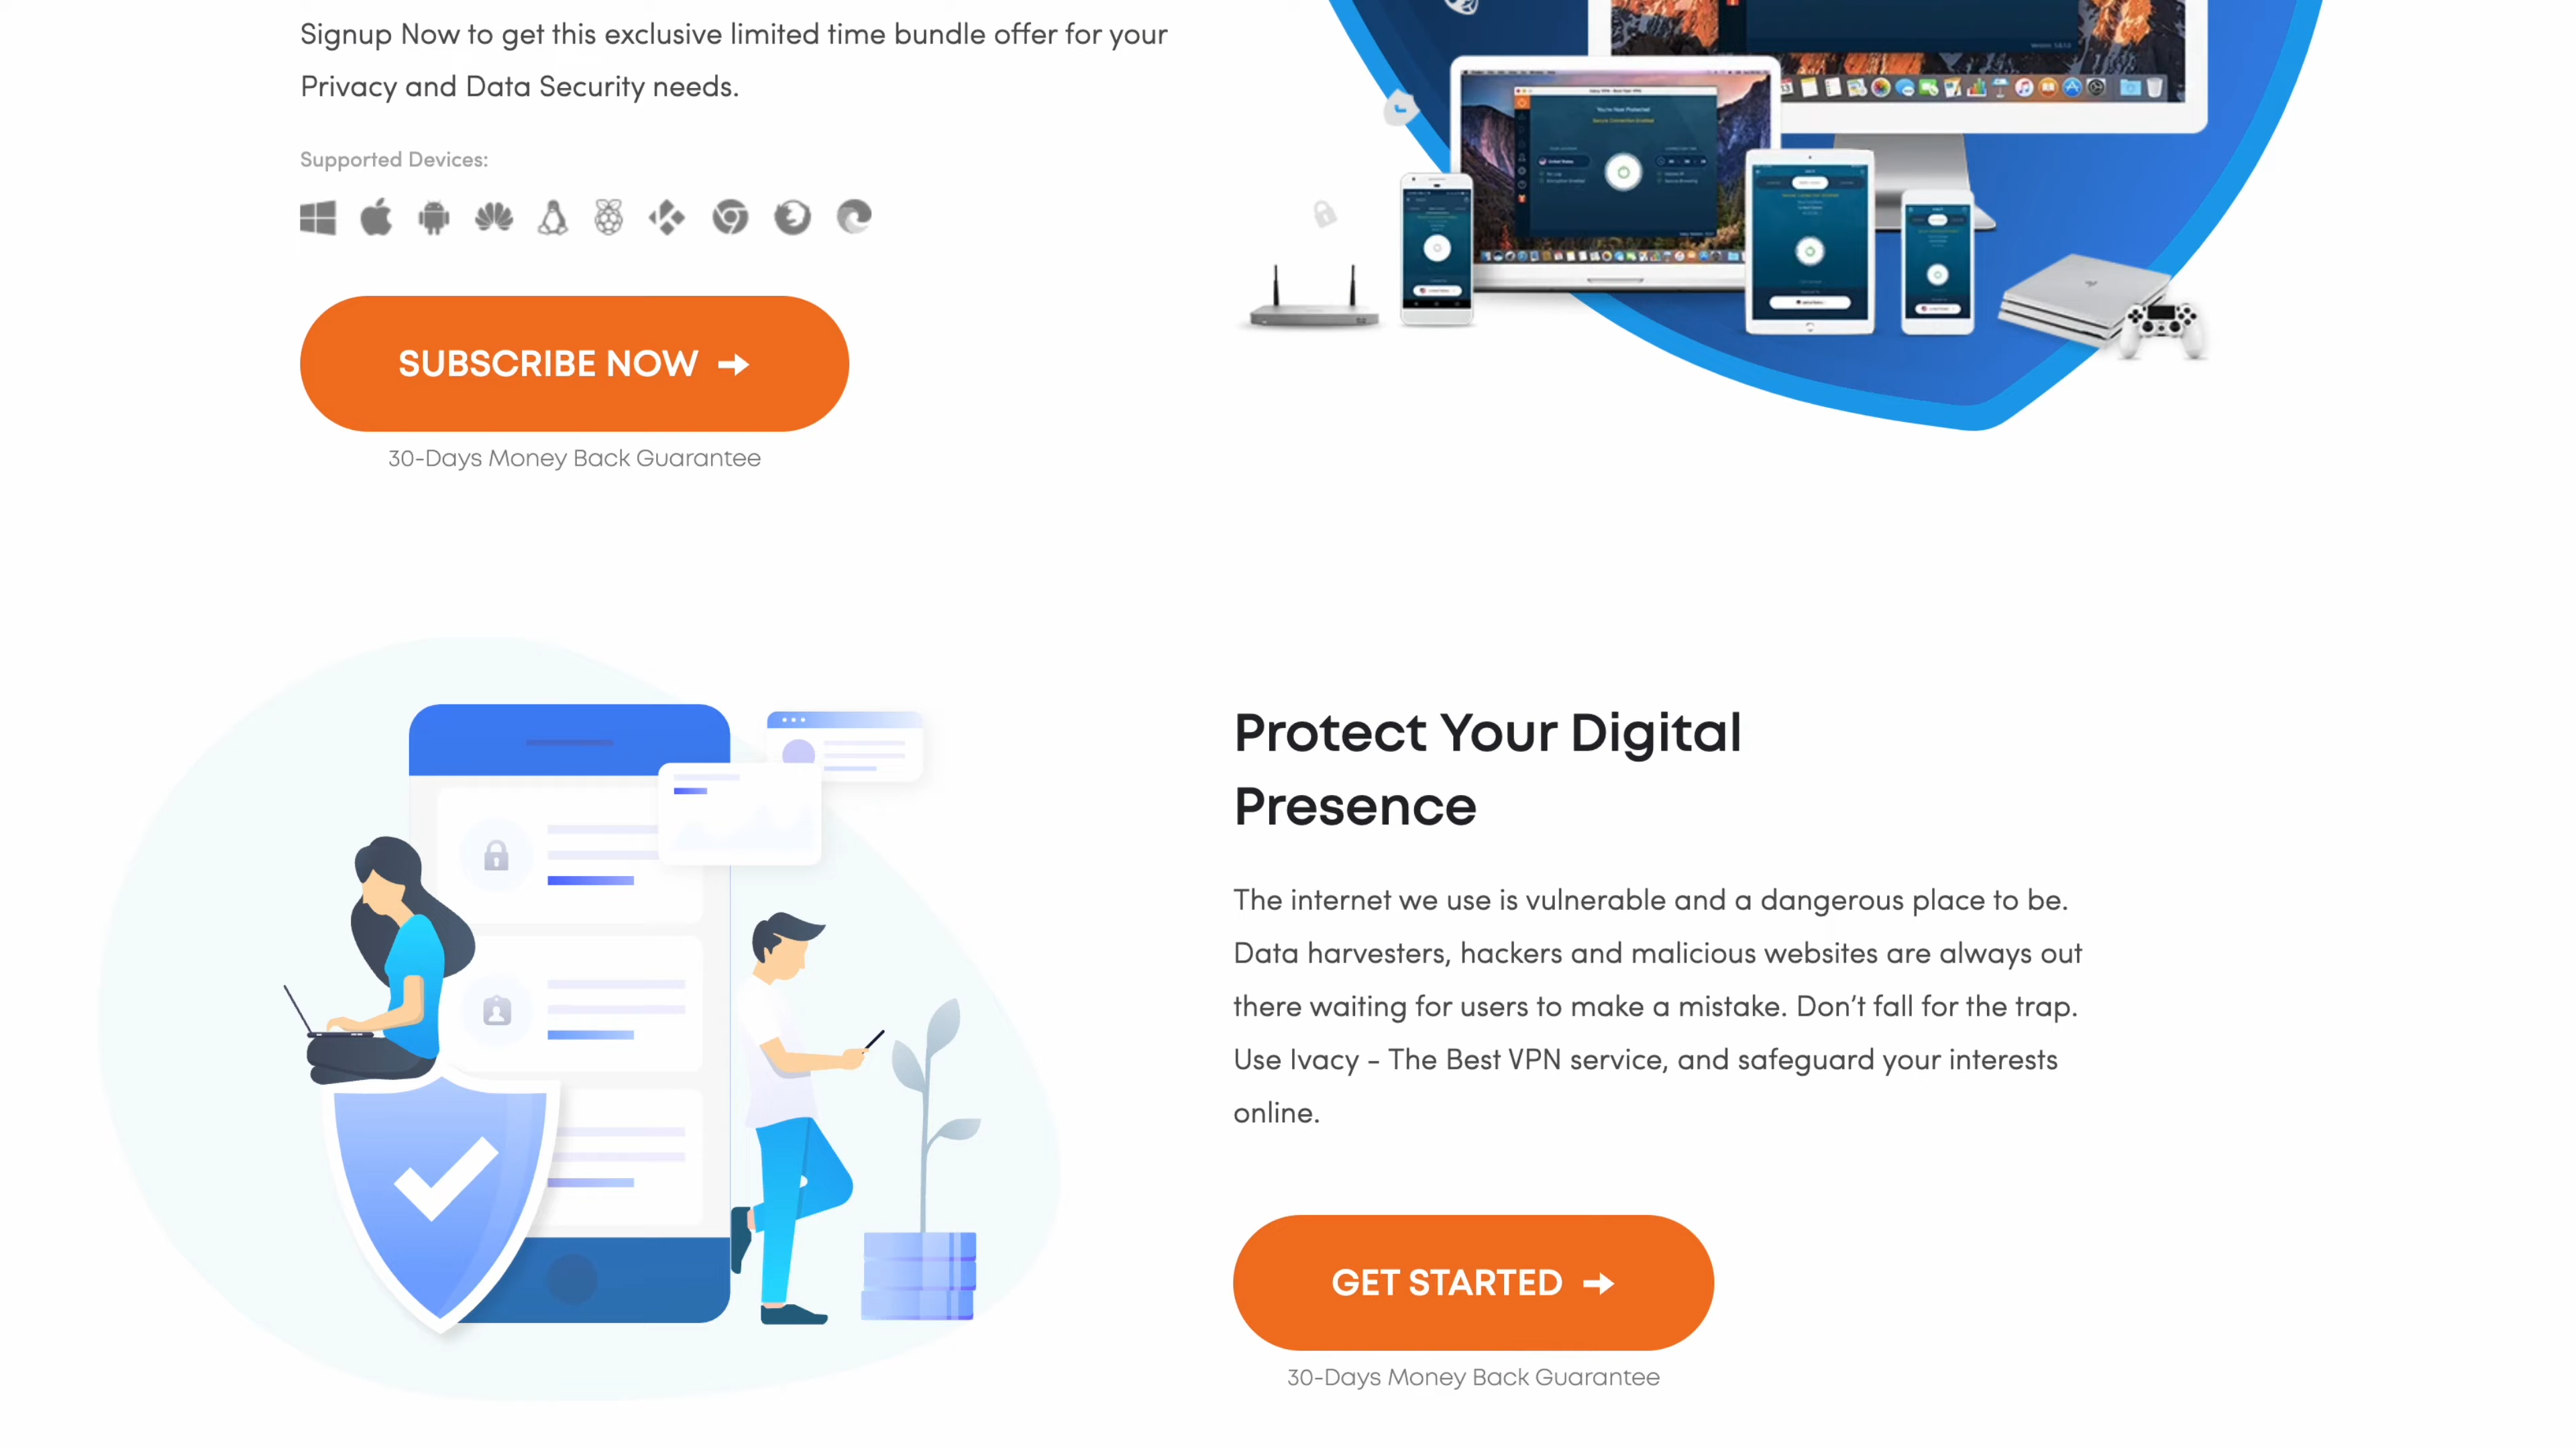 Signup Now to get this exclusive limited time bundle offer for your
Privacy and Data Security needs.
Supported Devices:
SUBSCRIBE NOW
30-Days Money Back Guarantee
Protect Your Digital
Presence
The internet we use is vulnerable and a dangerous place to be.
Data harvesters, hackers and malicious websites are always out
there waiting for users to make a mistake. Don't fall for the trap.
Use Ivacy - The Best VPN service, and safeguard your interests
online.
GET STARTED
30-Days Money Back Guarantee